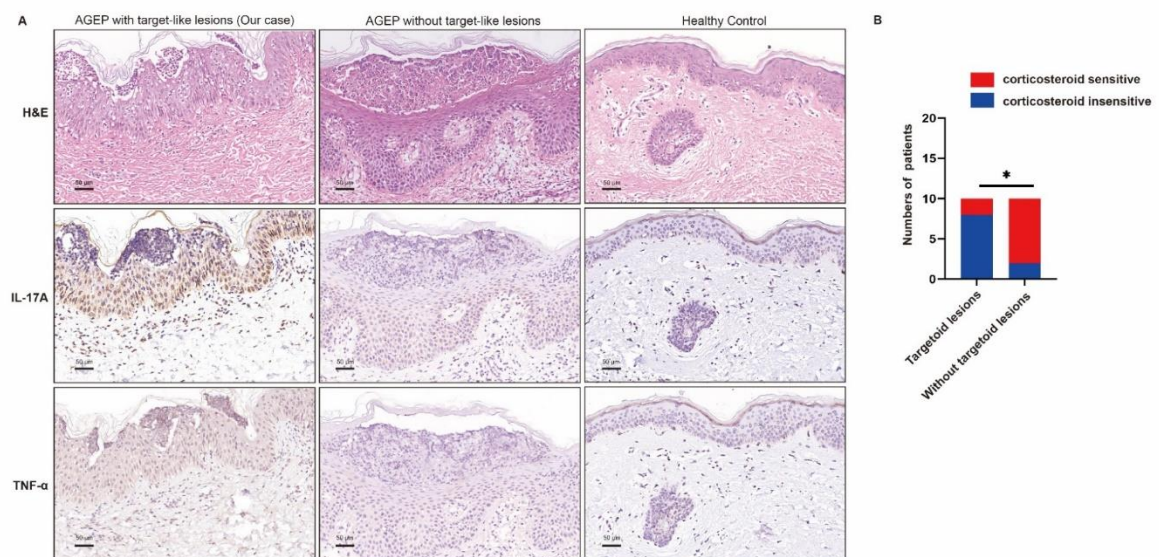 A
AGEP with target-like lesions (Our case)
AGEP without target-like lesions
Healthy Control
H&E
50 μm
50 μm
50 μm
IL-17A
50 μm
50 μm
50 μm
TNF-α
50 μm
50 μm
50 μm
B
corticosteroid sensitive
corticosteroid insensitive
Numbers of patients
20
15
10
5
0
*
Targetoid lesions
Without targetoid lesions